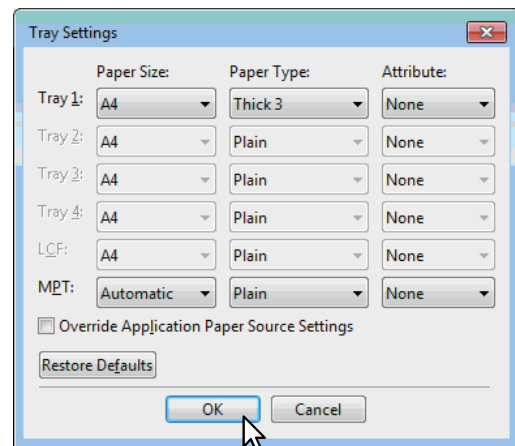 Tray Settings
Paper Size: Paper Type: Attribute:
Tray 1: A4 Thick 3 None
Tray 2: A4 Plain None
Tray 3: A4 Plain None
Tray 4: A4 Plain None
LCF: A4 Plain None
MPT: Automatic Plain None
Override Application Paper Source Settings
Restore Defaults
OK Cancel